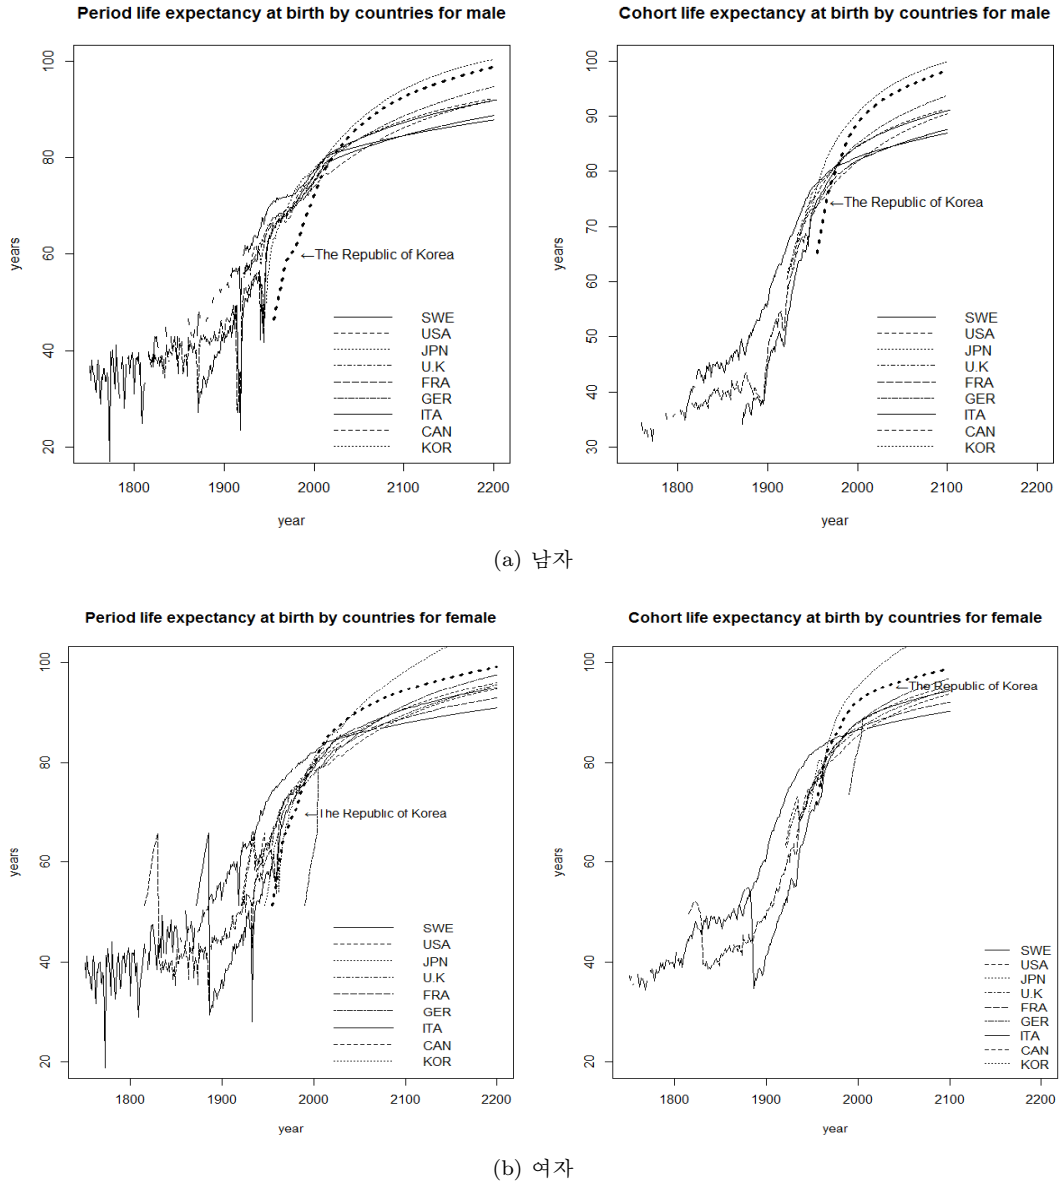 Period life expectancy at birth by countries for male
100
80
60
40
20
years
←The Republic of Korea
SWE
USA
JPN
U.K
FRA
GER
ITA
CAN
KOR
1800 1900 2000 2100 2200
year
Cohort life expectancy at birth by countries for male
100
90
80
70
60
50
40
30
years
←The Republic of Korea
SWE
USA
JPN
U.K
FRA
GER
ITA
CAN
KOR
1800 1900 2000 2100 2200
year
(a) 남자
Period life expectancy at birth by countries for female
100
80
60
40
20
years
←The Republic of Korea
SWE
USA
JPN
U.K
FRA
GER
ITA
CAN
KOR
1800 1900 2000 2100 2200
year
Cohort life expectancy at birth by countries for female
100
80
60
40
20
years
←The Republic of Korea
SWE
USA
JPN
U.K
FRA
GER
ITA
CAN
KOR
1800 1900 2000 2100 2200
year
(b) 여자